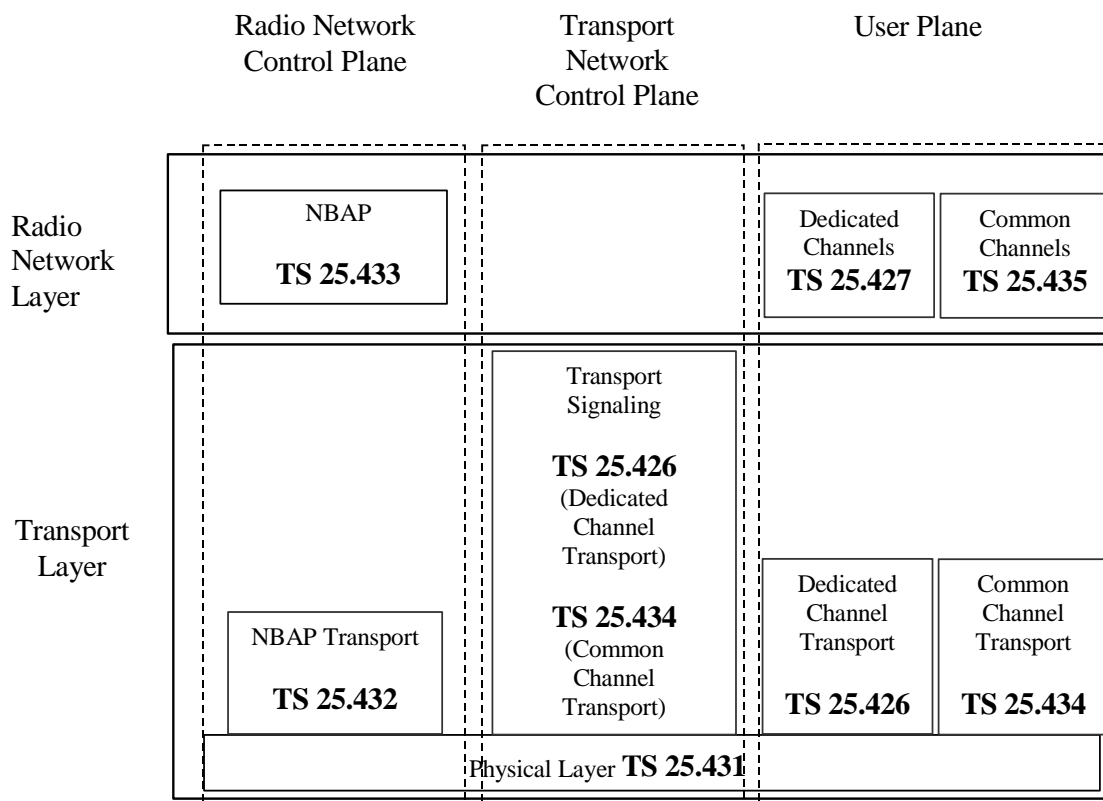 Radio Network
Control Plane
Transport
Network
Control Plane
User Plane
Radio
Network
Layer
NBAP
TS 25.433
Dedicated
Channels
TS 25.427
Common
Channels
TS 25.435
Transport
Layer
NBAP Transport
TS 25.432
Transport
Signaling
TS 25.426
(Dedicated
Channel
Transport)
TS 25.434
(Common
Channel
Transport)
Dedicated
Channel
Transport
TS 25.426
Common
Channel
Transport
TS 25.434
Physical Layer TS 25.431